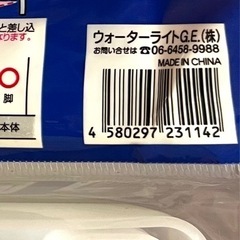 と差し込
なります。
O
脚
本体
ウォーターライトG.E.(株)
お問い合せは ☎06-6458-9988
MADE IN CHINA
4 580297 231142